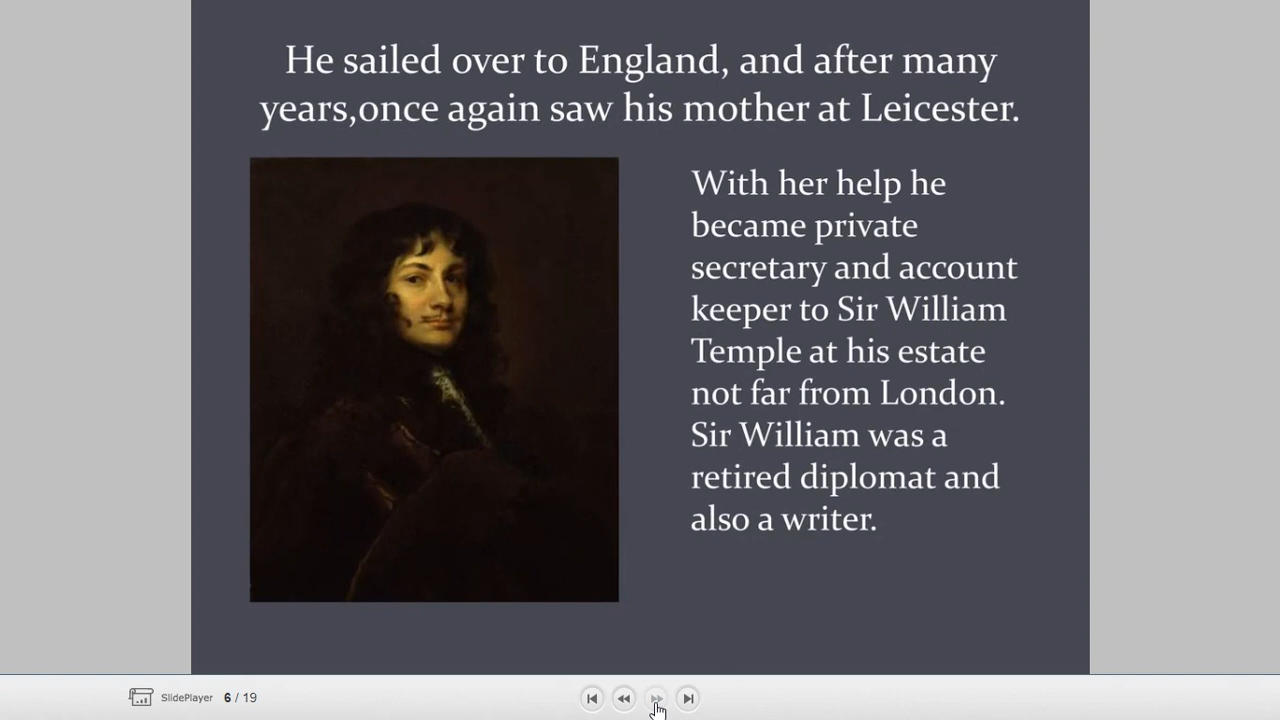 He sailed over to England, and after many
years,once again saw his mother at Leicester.
With her help he
became private
secretary and account
keeper to Sir William
Temple at his estate
not far from London.
Sir William was a
retired diplomat and
also a writer.
SlidePlayer 6 / 19